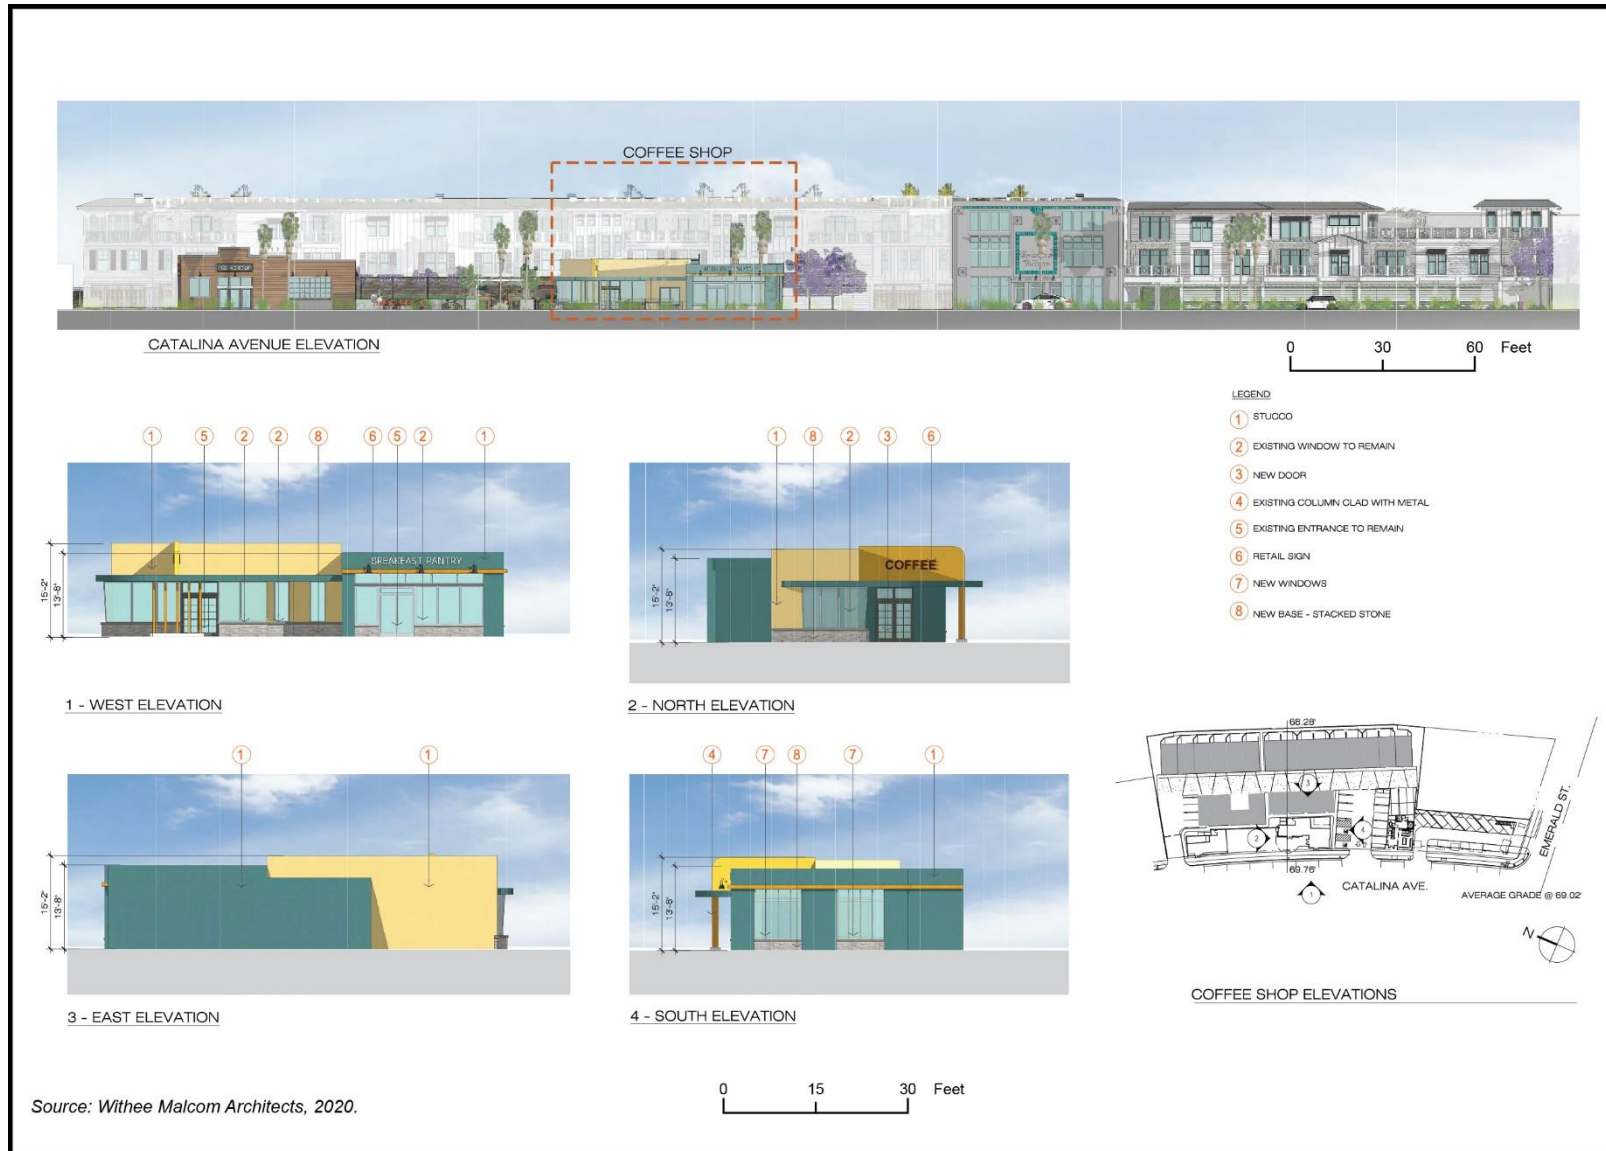 COFFEE SHOP
CATALINA AVENUE ELEVATION
0 30 60 Feet
LEGEND
1 STUCCO
2 EXISTING WINDOW TO REMAIN
3 NEW DOOR
4 EXISTING COLUMN CLAD WITH METAL
5 EXISTING ENTRANCE TO REMAIN
6 RETAIL SIGN
7 NEW WINDOWS
8 NEW BASE - STACKED STONE
1 5 2 2 8 6 5 2 1
BREAKFAST PANTRY
15'-2"
13'-8"
1 - WEST ELEVATION
1 8 2 3 6
COFFEE
15'-2"
13'-8"
2 - NORTH ELEVATION
1 1
15'-2"
13'-8"
3 - EAST ELEVATION
4 7 8 7 1
15'-2"
13'-8"
4 - SOUTH ELEVATION
68.28'
3
2
4
69.76'
1
CATALINA AVE.
EMERALD ST.
AVERAGE GRADE @ 69.02'
N
COFFEE SHOP ELEVATIONS
0 15 30 Feet
Source: Withee Malcom Architects, 2020.